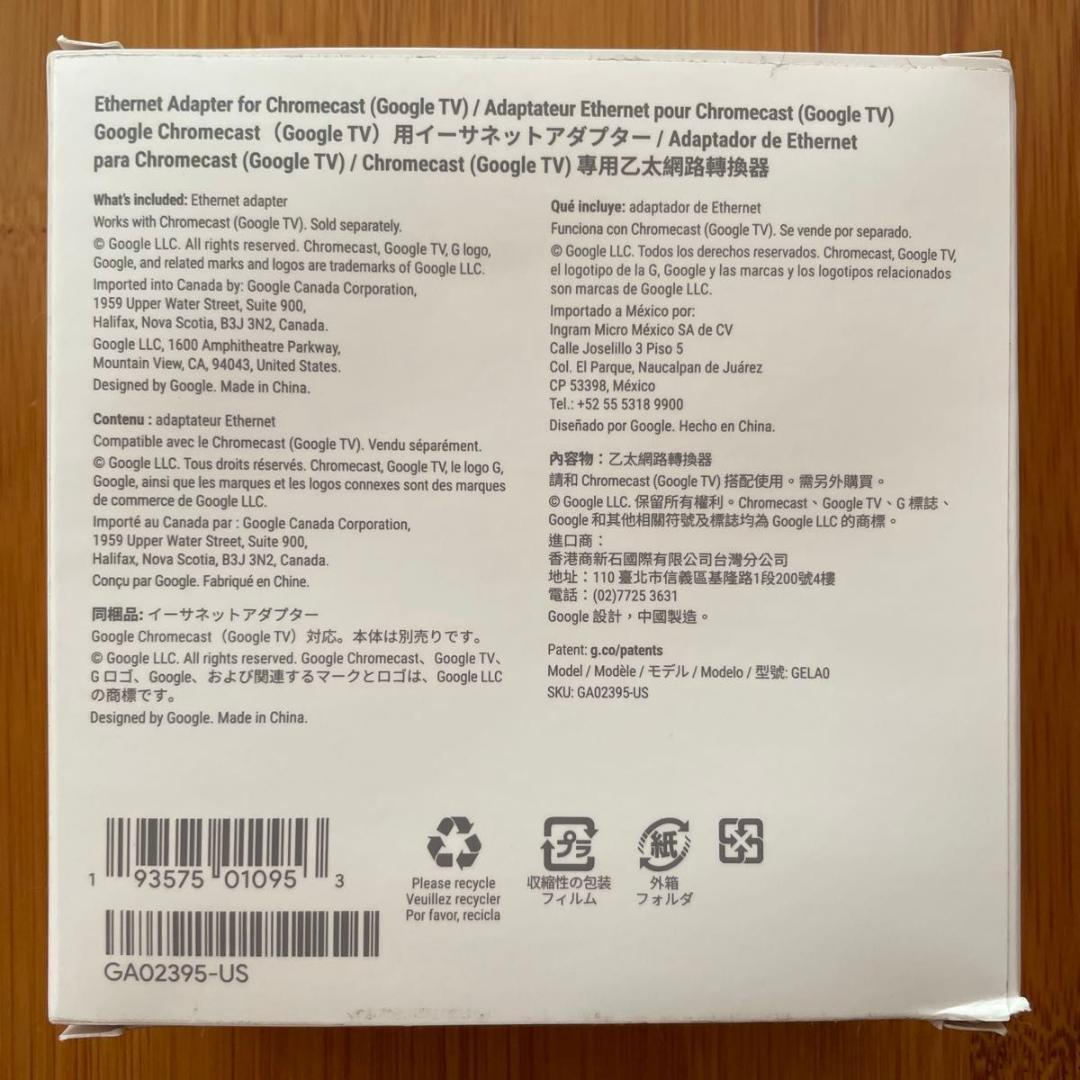 Ethernet Adapter for Chromecast (Google TV) / Adaptateur Ethernet pour Chromecast (Google TV)
Google Chromecast（Google TV）用イーサネットアダプター / Adaptador de Ethernet
para Chromecast (Google TV) / Chromecast (Google TV) 專用乙太網路轉換器
What's included: Ethernet adapter
Works with Chromecast (Google TV). Sold separately.
© Google LLC. All rights reserved. Chromecast, Google TV, G logo,
Google, and related marks and logos are trademarks of Google LLC.
Imported into Canada by: Google Canada Corporation,
1959 Upper Water Street, Suite 900,
Halifax, Nova Scotia, B3J 3N2, Canada.
Google LLC, 1600 Amphitheatre Parkway,
Mountain View, CA, 94043, United States.
Designed by Google. Made in China.
Contenu : adaptateur Ethernet
Compatible avec le Chromecast (Google TV). Vendu séparément.
© Google LLC. Tous droits réservés. Chromecast, Google TV, le logo G,
Google, ainsi que les marques et les logos connexes sont des marques
de commerce de Google LLC.
Importé au Canada par : Google Canada Corporation,
1959 Upper Water Street, Suite 900,
Halifax, Nova Scotia, B3J 3N2, Canada.
Conçu par Google. Fabriqué en Chine.
同梱品: イーサネットアダプター
Google Chromecast（Google TV）対応。本体は別売りです。
© Google LLC. All rights reserved. Google Chromecast、Google TV、
G ロゴ、Google、および関連するマークとロゴは、Google LLC
の商標です。
Designed by Google. Made in China.
Qué incluye: adaptador de Ethernet
Funciona con Chromecast (Google TV). Se vende por separado.
© Google LLC. Todos los derechos reservados. Chromecast, Google TV,
el logotipo de la G, Google y las marcas y los logotipos relacionados
son marcas de Google LLC.
Importado a México por:
Ingram Micro México SA de CV
Calle Joselillo 3 Piso 5
Col. El Parque, Naucalpan de Juárez
CP 53398, México
Tel.: +52 55 5318 9900
Diseñado por Google. Hecho en China.
內容物：乙太網路轉換器
請和 Chromecast (Google TV) 搭配使用。需另外購買。
© Google LLC. 保留所有權利。Chromecast、Google TV、G 標誌、
Google 和其他相關符號及標誌均為 Google LLC 的商標。
進口商：
香港商新石國際有限公司台灣分公司
地址：110 臺北市信義區基隆路1段200號4樓
電話：(02)7725 3631
Google 設計，中國製造。
Patent: g.co/patents
Model / Modèle / モデル / Modelo / 型號: GELA0
SKU: GA02395-US
1 93575 01095 3
GA02395-US
Please recycle
Veuillez recycler
Por favor, recicla
プラ
収縮性の包装
フィルム
紙
外箱
フォルダ